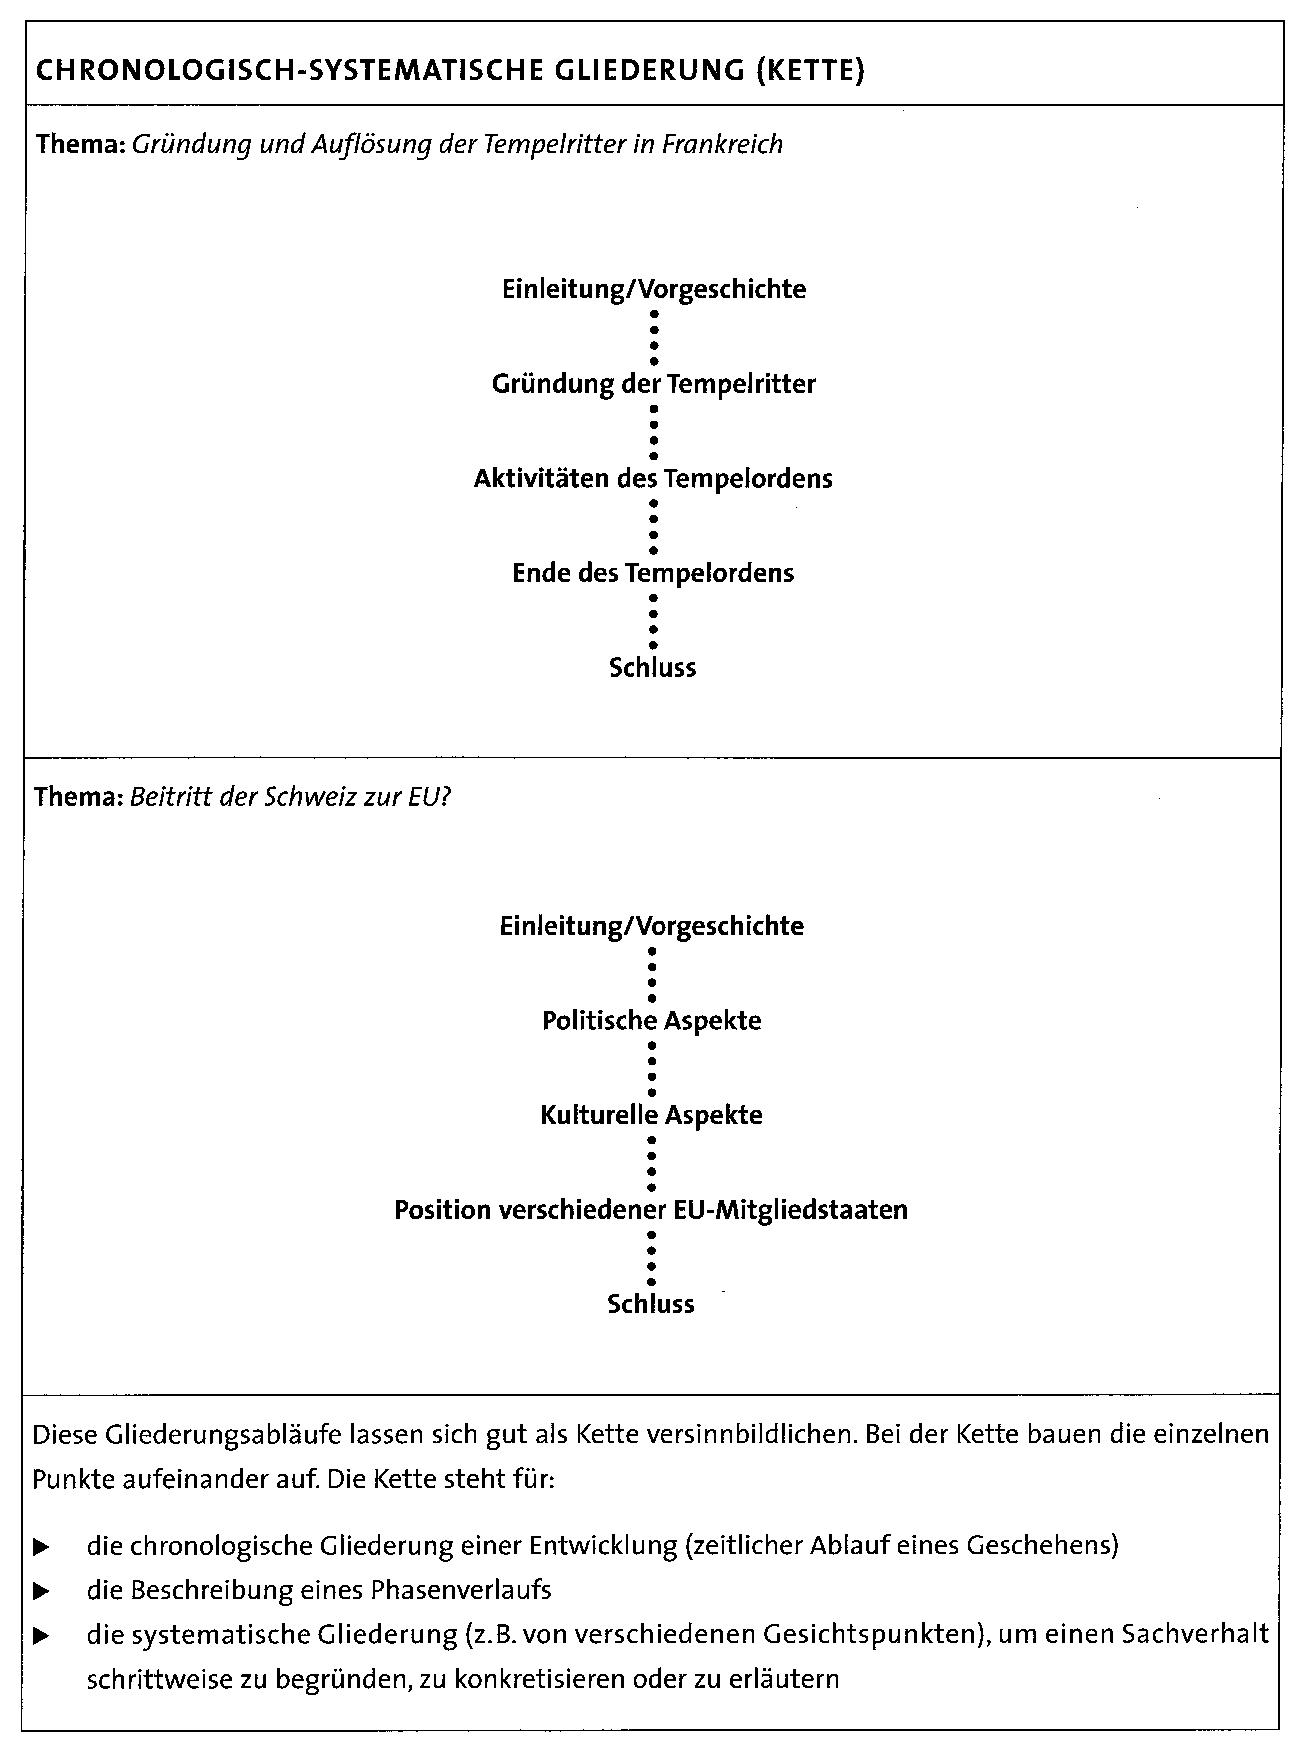 CHRONOLOGISCH-SYSTEMATISCHE GLIEDERUNG (KETTE)
Thema: Gründung und Auflösung der Tempelritter in Frankreich
Einleitung/Vorgeschichte
Gründung der Tempelritter
Aktivitäten des Tempelordens
Ende des Tempelordens
Schluss
Thema: Beitritt der Schweiz zur EU?
Einleitung/Vorgeschichte
Politische Aspekte
Kulturelle Aspekte
Position verschiedener EU-Mitgliedstaaten
Schluss
Diese Gliederungsabläufe lassen sich gut als Kette versinnbildlichen. Bei der Kette bauen die einzelnen
Punkte aufeinander auf. Die Kette steht für:
▶ die chronologische Gliederung einer Entwicklung (zeitlicher Ablauf eines Geschehens)
▶ die Beschreibung eines Phasenverlaufs
▶ die systematische Gliederung (z.B. von verschiedenen Gesichtspunkten), um einen Sachverhalt
schrittweise zu begründen, zu konkretisieren oder zu erläutern